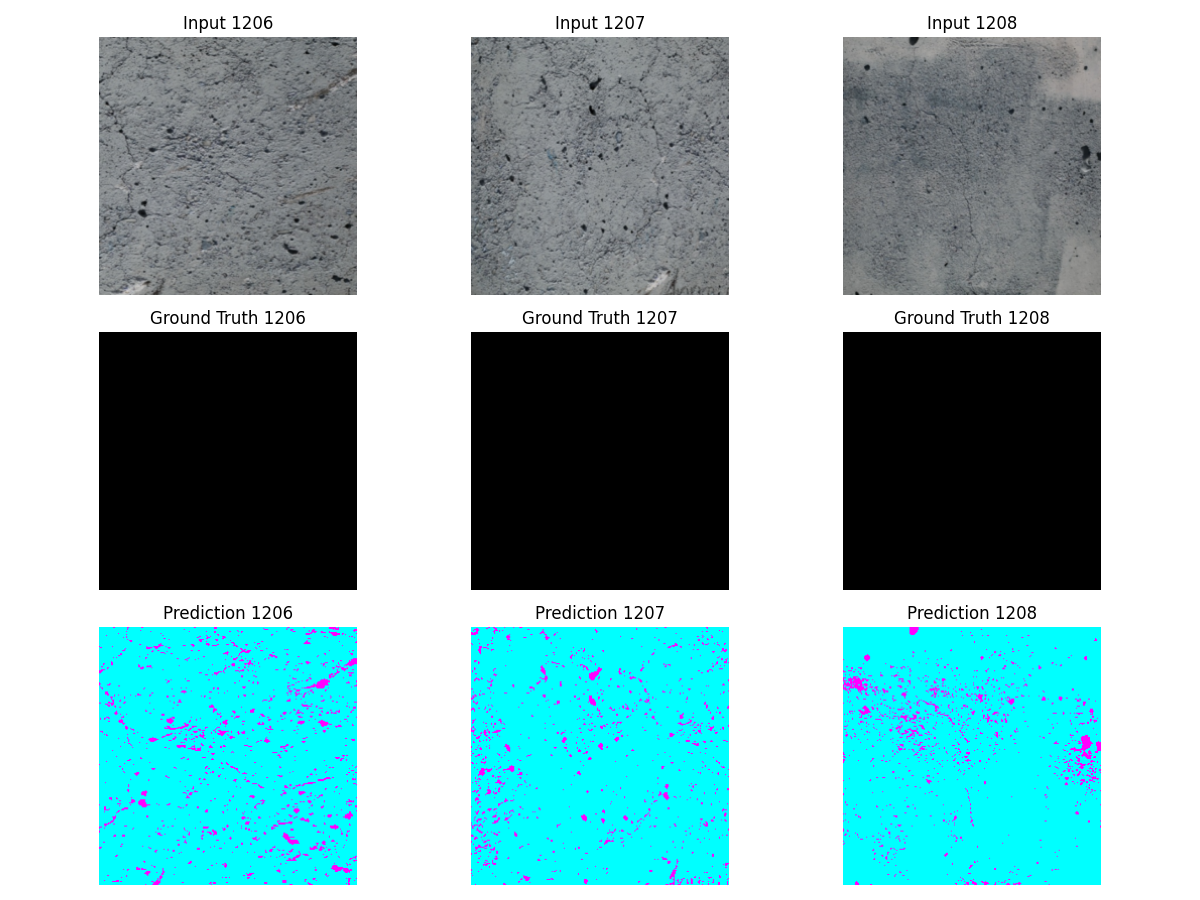 Input 1206
Input 1207
Input 1208
Ground Truth 1206
Ground Truth 1207
Ground Truth 1208
Prediction 1206
Prediction 1207
Prediction 1208